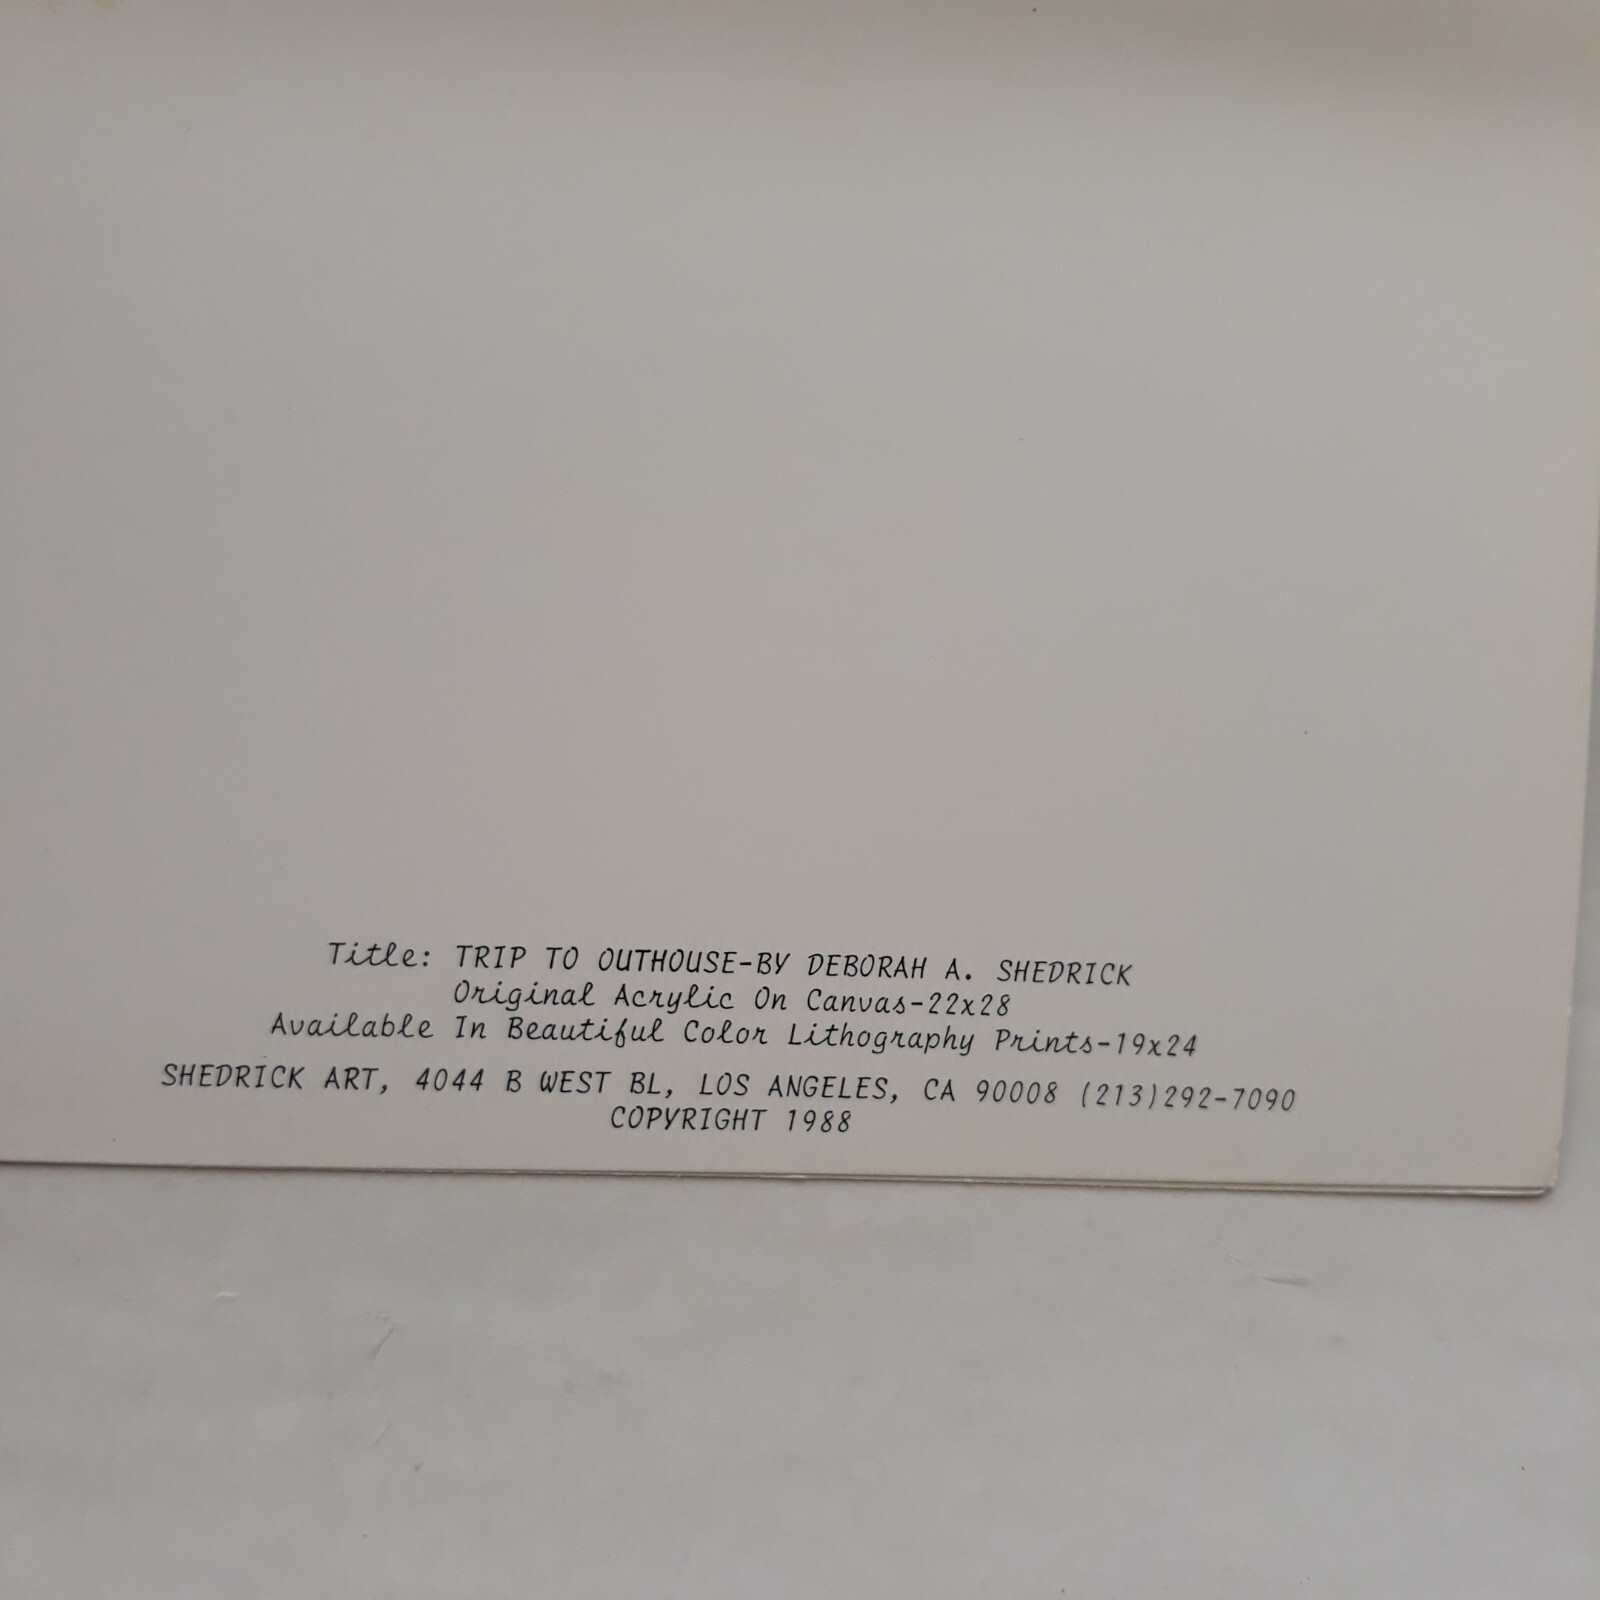 Title: TRIP TO OUTHOUSE-BY DEBORAH A. SHEDRICK
Original Acrylic On Canvas-22x28
Available In Beautiful Color Lithography Prints-19x24
SHEDRICK ART, 4044 B WEST BL, LOS ANGELES, CA 90008 (213)292-7090
COPYRIGHT 1988